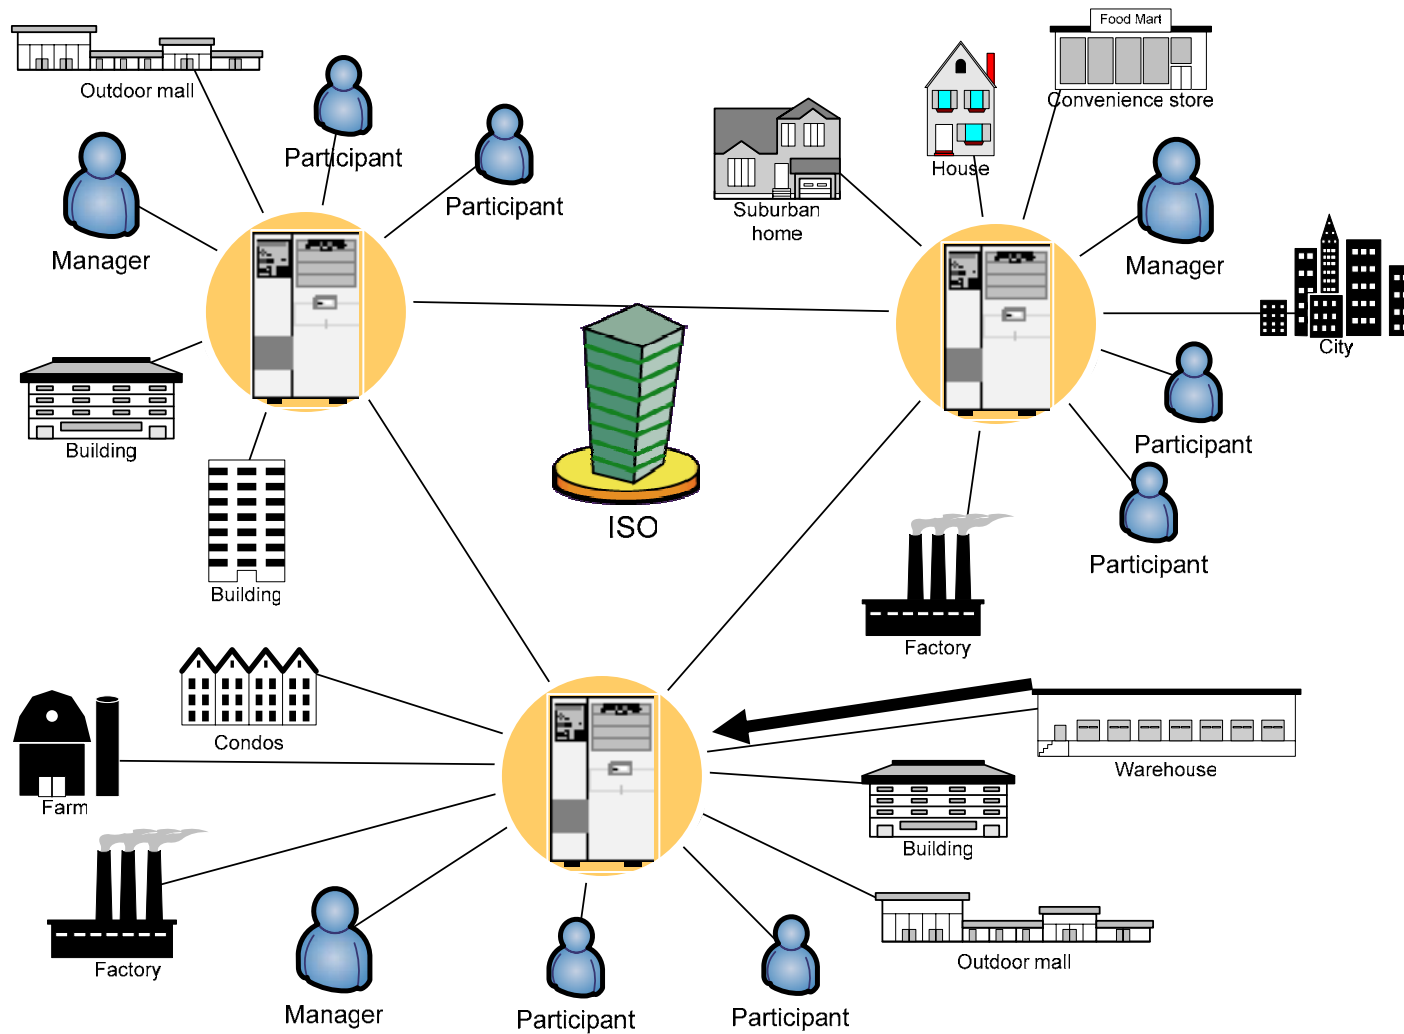 Food Mart
Outdoor mall
Convenience store
Participant
House
Participant
Suburban
home
Manager
Manager
City
Building
Participant
ISO
Participant
Building
Factory
Condos
Warehouse
Farm
Building
Factory
Outdoor mall
Manager
Participant
Participant